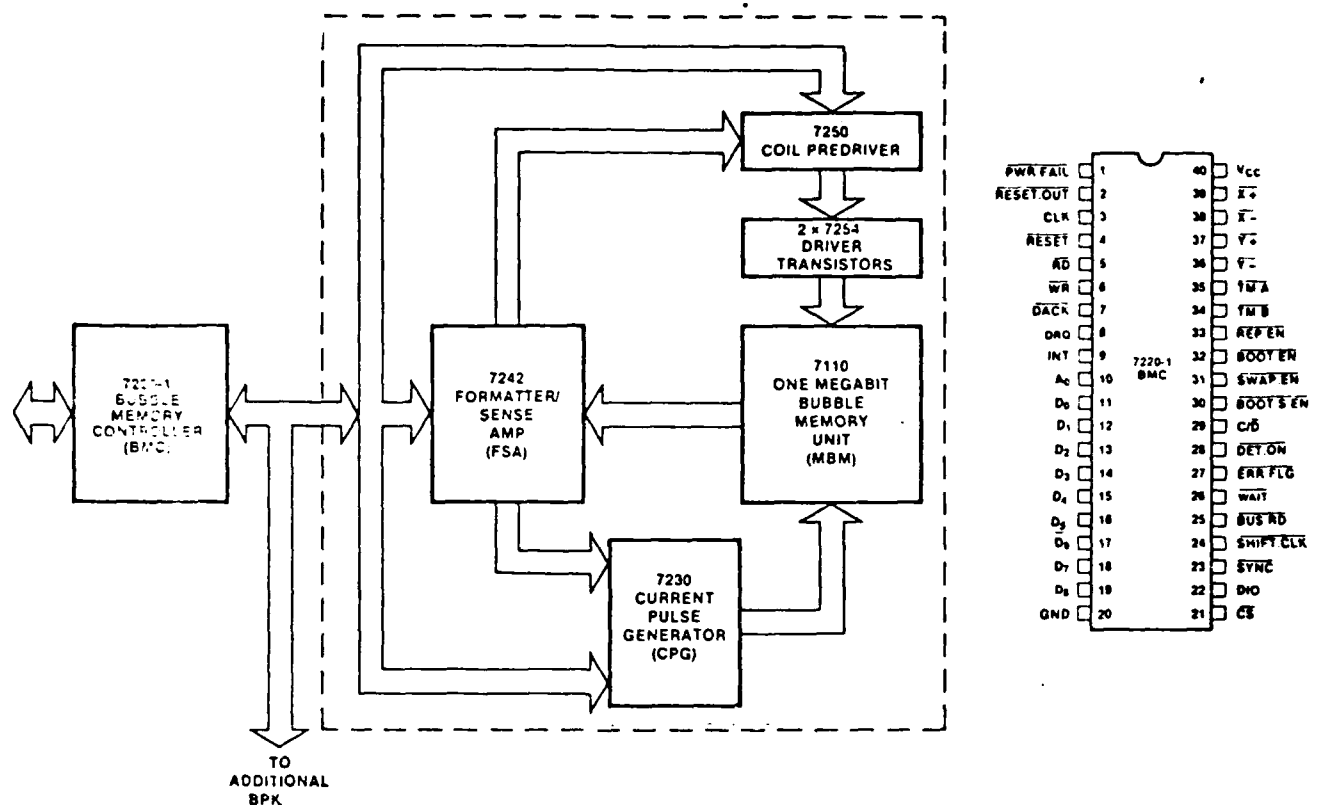 7250
COIL PREDRIVER
2 × 7254
DRIVER
TRANSISTORS
7220-1
BUBBLE
MEMORY
CONTROLLER
(BMC)
7242
FORMATTER/
SENSE
AMP
(FSA)
7110
ONE MEGABIT
BUBBLE
MEMORY
UNIT
(MBM)
7230
CURRENT
PULSE
GENERATOR
(CPG)
TO
ADDITIONAL
BPK
7220-1
BMC
PWR.FAIL 1
RESET.OUT 2
CLK 3
RESET 4
RD 5
WR 6
DACK 7
DRQ 8
INT 9
A0 10
D0 11
D1 12
D2 13
D3 14
D4 15
D5 16
D6 17
D7 18
D8 19
GND 20
40 VCC
39 X+
38 X-
37 Y+
36 Y-
35 TM.A
34 TM.B
33 REP.EN
32 BOOT.EN
31 SWAP.EN
30 BOOT.S.EN
29 C/D
28 DET.ON
27 ERR.FLG
26 WAIT
25 BUS.RD
24 SHIFT.CLK
23 SYNC
22 DIO
21 CS